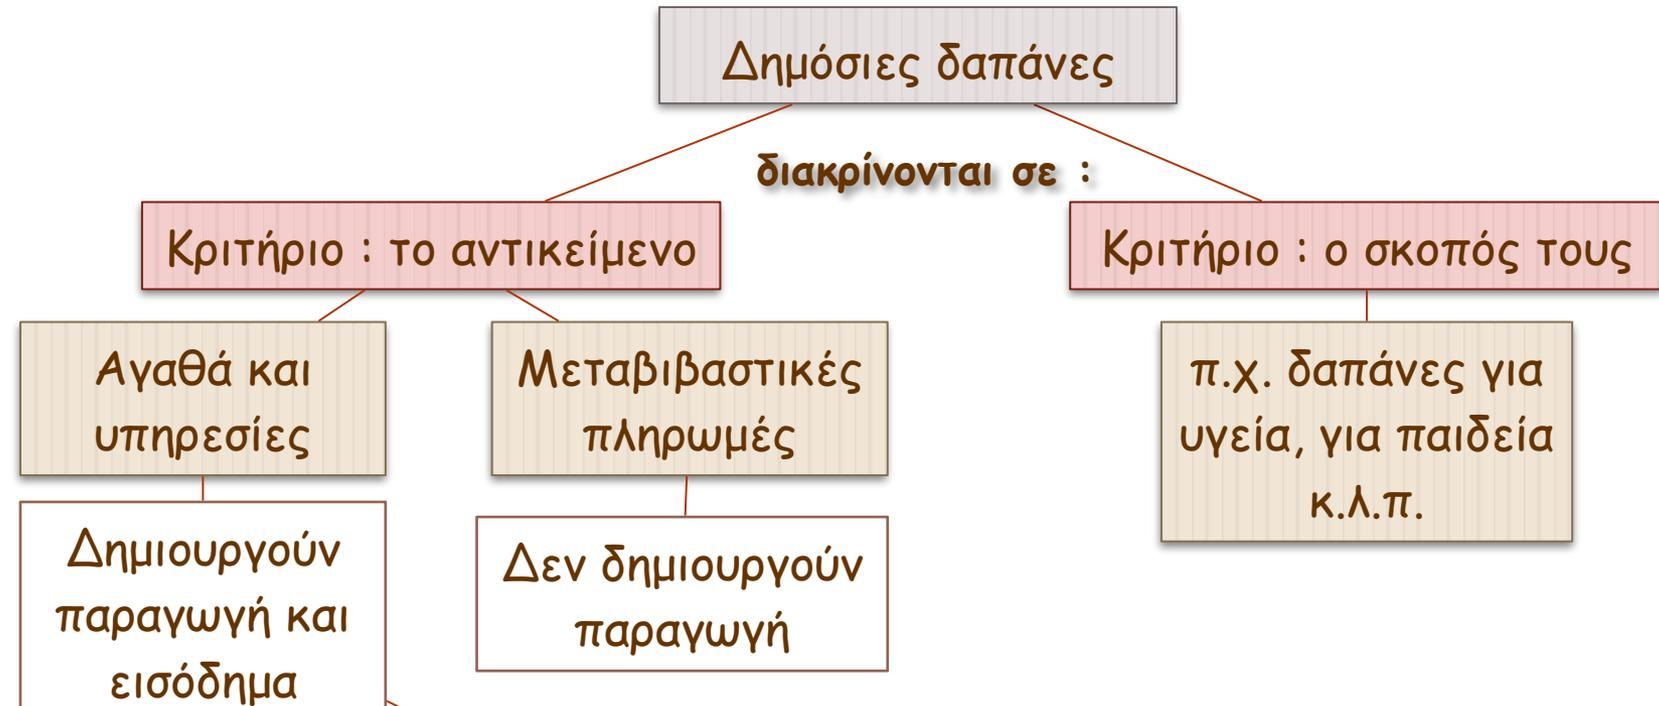 Δημόσιες δαπάνες
διακρίνονται σε :
Κριτήριο : το αντικείμενο
Κριτήριο : ο σκοπός τους
Αγαθά και
υπηρεσίες
Μεταβιβαστικές
πληρωμές
π.χ. δαπάνες για
υγεία, για παιδεία
κ.λ.π.
Δημιουργούν
παραγωγή και
εισόδημα
Δεν δημιουργούν
παραγωγή